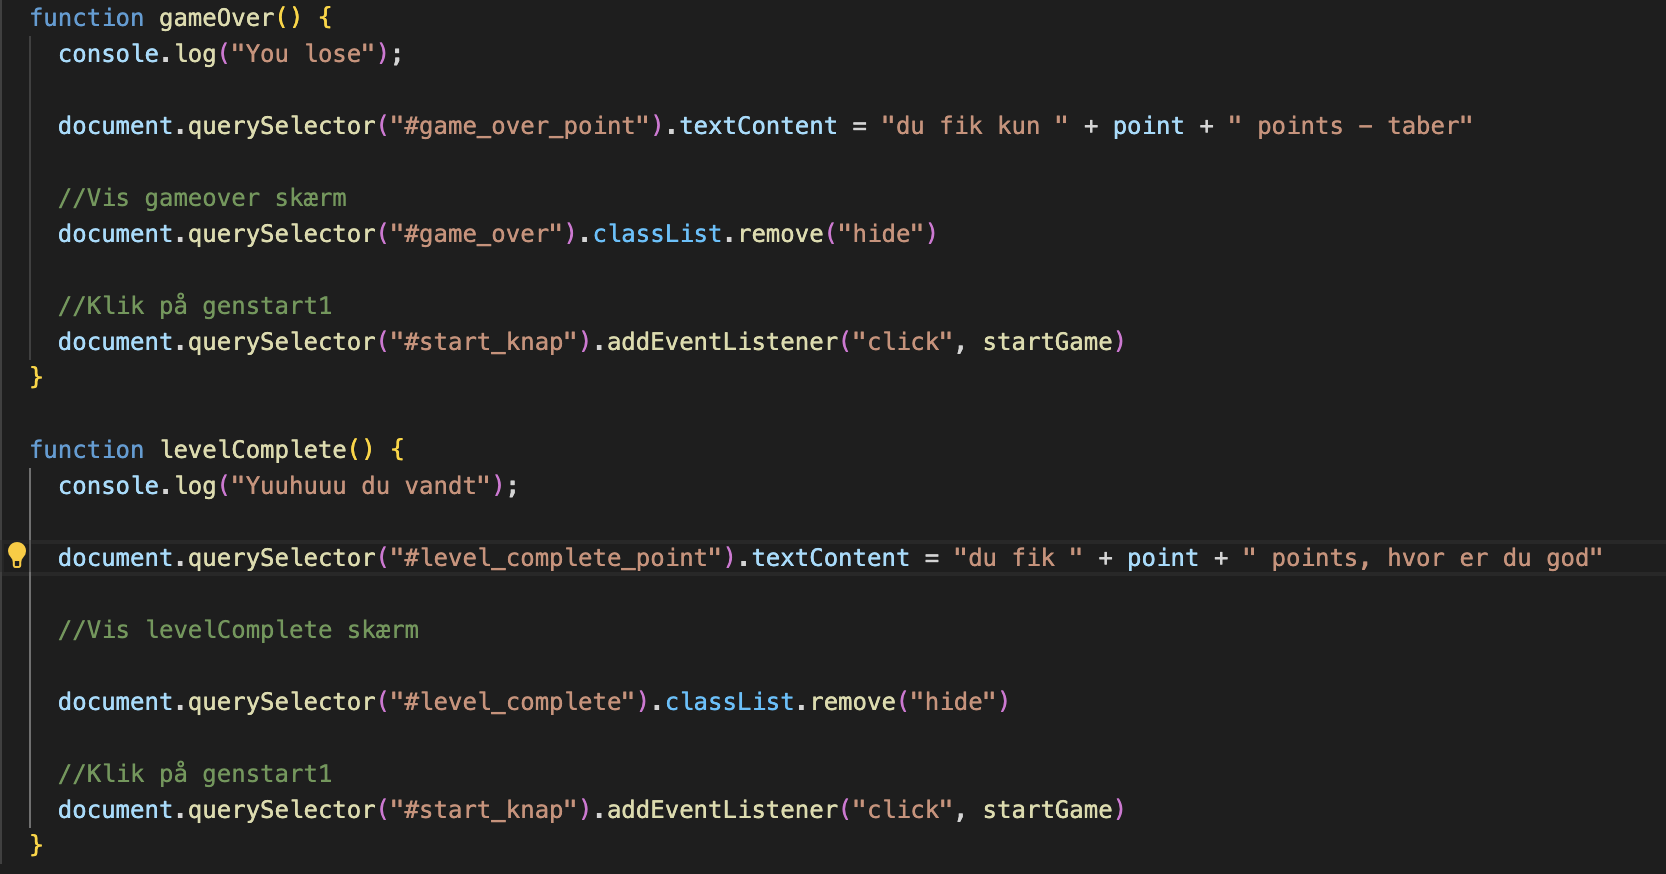 function gameOver() {
  console.log("You lose");
  document.querySelector("#game_over_point").textContent = "du fik kun " + point + " points - taber"
  //Vis gameover skærm
  document.querySelector("#game_over").classList.remove("hide")
  //Klik på genstart1
  document.querySelector("#start_knap").addEventListener("click", startGame)
}
function levelComplete() {
  console.log("Yuuhuuu du vandt");
  document.querySelector("#level_complete_point").textContent = "du fik " + point + " points, hvor er du god"
  //Vis levelComplete skærm
  document.querySelector("#level_complete").classList.remove("hide")
  //Klik på genstart1
  document.querySelector("#start_knap").addEventListener("click", startGame)
}